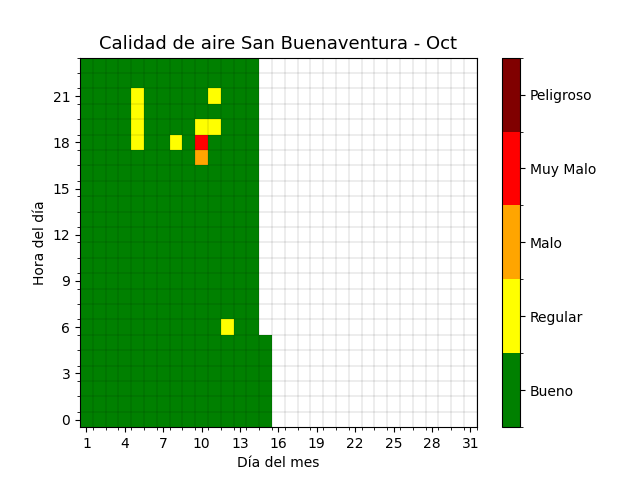 Calidad de aire San Buenaventura - Oct
21
18
15
12
9
6
3
0
Hora del día
1 4 7 10 13 16 19 22 25 28 31
Día del mes
Peligroso
Muy Malo
Malo
Regular
Bueno